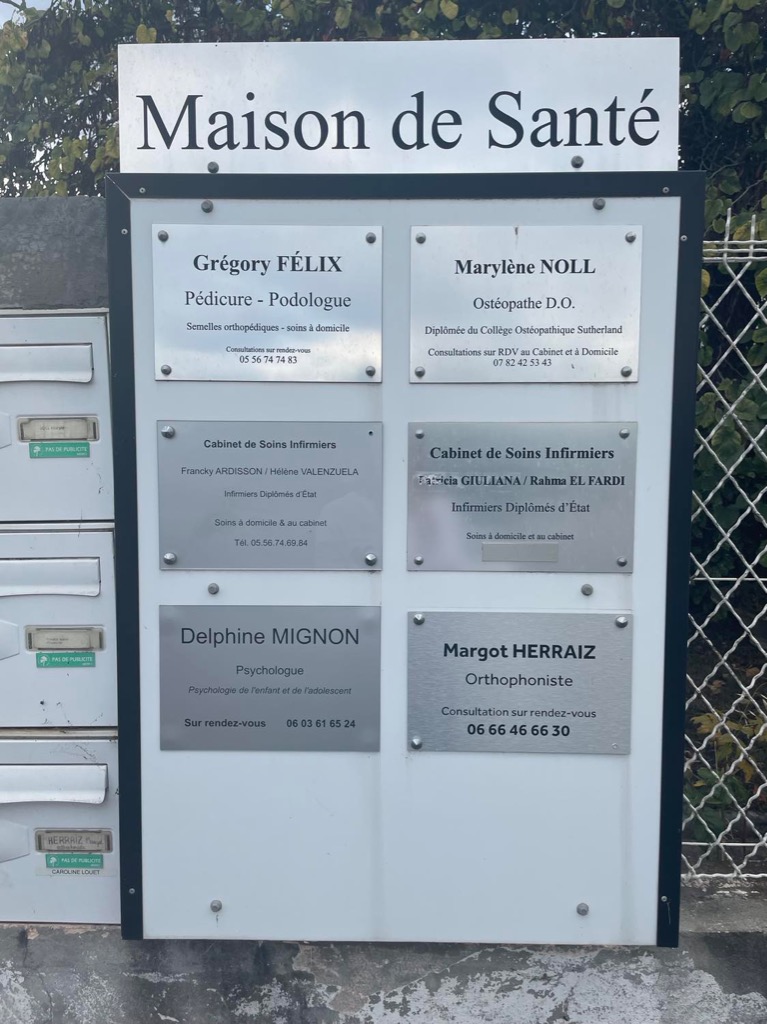 Maison de Santé
Grégory FÉLIX
Pédicure - Podologue
Semelles orthopédiques - soins à domicile
Consultations sur rendez-vous
05 56 74 74 83
Marylène NOLL
Ostéopathe D.O.
Diplômée du Collège Ostéopathique Sutherland
Consultations sur RDV au Cabinet et à Domicile
07 82 42 53 43
Cabinet de Soins Infirmiers
Francky ARDISSON / Hélène VALENZUELA
Infirmiers Diplômés d'État
Soins à domicile & au cabinet
Tél. 05.56.74.69.84
Cabinet de Soins Infirmiers
Patricia GIULIANA / Rahma EL FARDI
Infirmiers Diplômés d'État
Soins à domicile et au cabinet
Delphine MIGNON
Psychologue
Psychologie de l'enfant et de l'adolescent
Sur rendez-vous 06 03 61 65 24
Margot HERRAIZ
Orthophoniste
Consultation sur rendez-vous
06 66 46 66 30
PAS DE PUBLICITE
PAS DE PUBLICITE
HERRAIZ
PAS DE PUBLICITE
CAROLINE LOUET